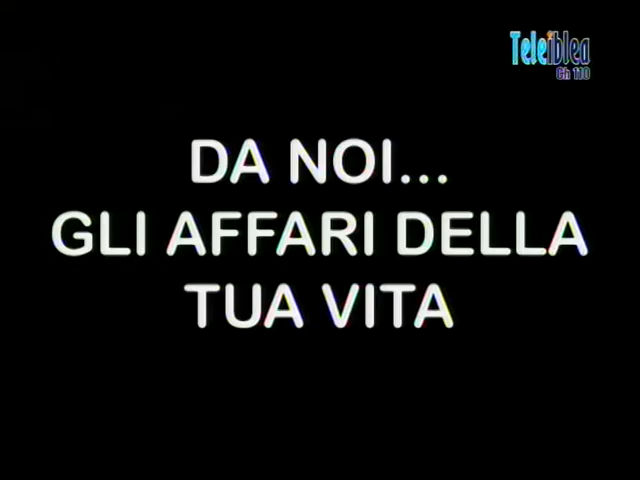 Teleiblea
Ch 110
DA NOI...
GLI AFFARI DELLA
TUA VITA